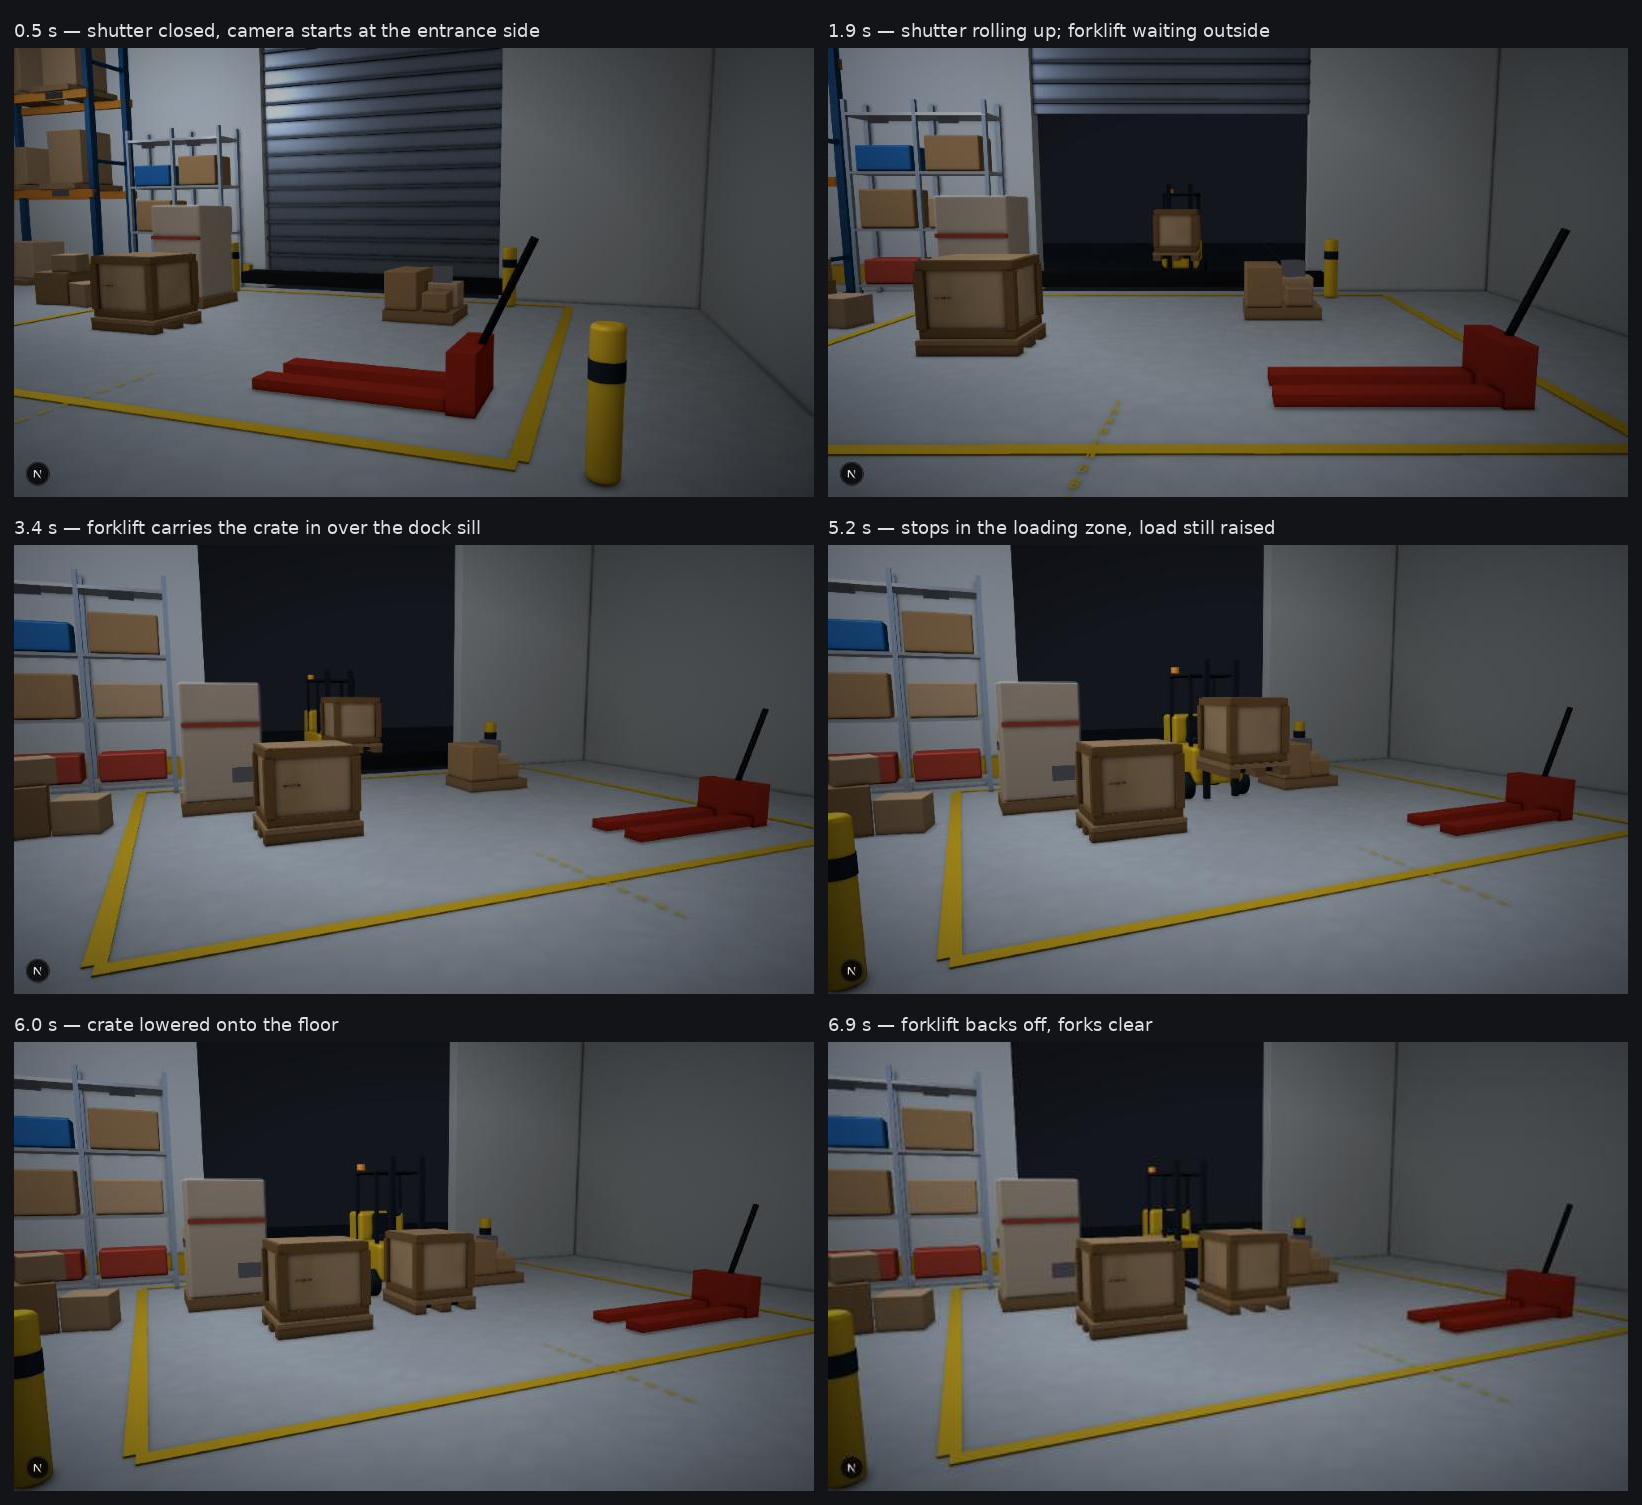 0.5 s — shutter closed, camera starts at the entrance side
1.9 s — shutter rolling up; forklift waiting outside
N
N
3.4 s — forklift carries the crate in over the dock sill
5.2 s — stops in the loading zone, load still raised
N
N
6.0 s — crate lowered onto the floor
6.9 s — forklift backs off, forks clear
N
N